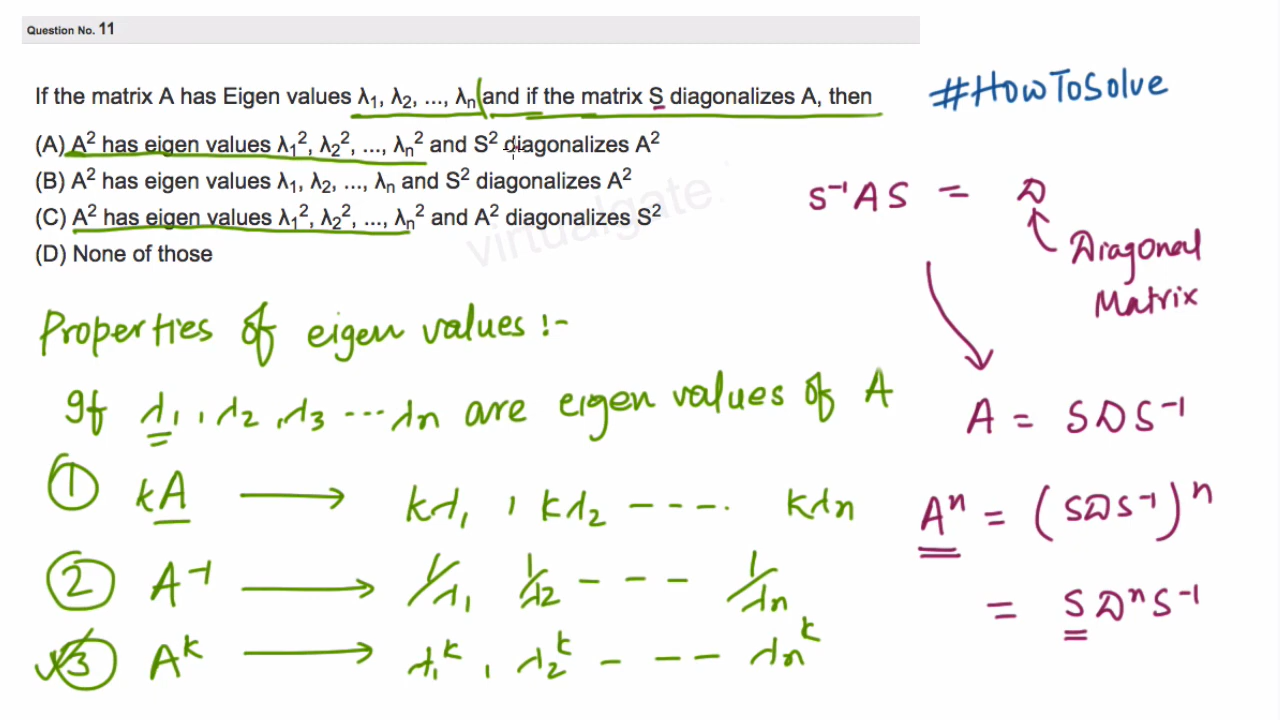 Question No. 11
If the matrix A has Eigen values λ₁, λ₂, ..., λₙ (and if the matrix S diagonalizes A, then
(A) A² has eigen values λ₁², λ₂², ..., λₙ² and S² diagonalizes A²
(B) A² has eigen values λ₁, λ₂, ..., λₙ and S² diagonalizes A²
(C) A² has eigen values λ₁², λ₂², ..., λₙ² and A² diagonalizes S²
(D) None of those
virtualgate.
Properties of eigen values :-
If λ₁, λ₂, λ₃ ... λn are eigen values of A
① kA → kλ₁, kλ₂ ---- kλn
② A⁻¹ → 1/λ₁ 1/λ₂ - - - 1/λn
③ Aᵏ → λ₁ᵏ, λ₂ᵏ - - - λnᵏ
#HowToSolve
S⁻¹AS = D
Diagonal
Matrix
A = SDS⁻¹
Aⁿ = (SDS⁻¹)ⁿ
= SDⁿS⁻¹